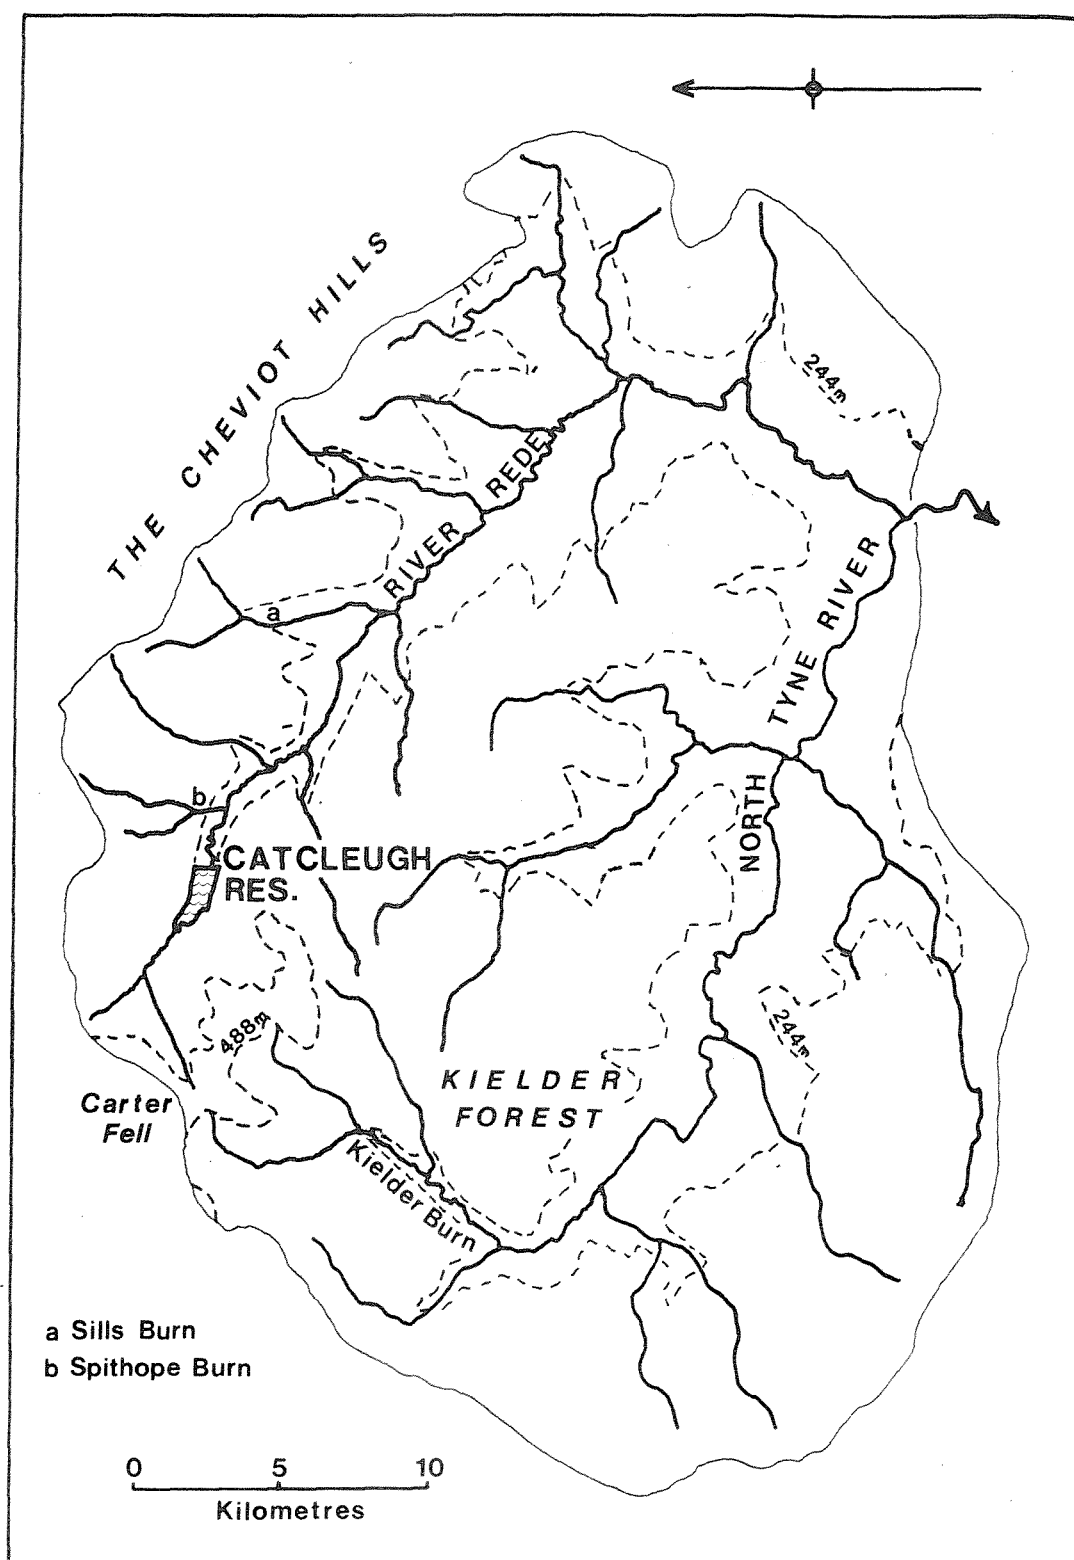 THE CHEVIOT HILLS
244m
RIVER REDE
NORTH TYNE RIVER
a
b
CATCLEUGH
RES.
488m
244m
KIELDER
FOREST
Carter
Fell
Kielder Burn
a Sills Burn
b Spithope Burn
0 5 10
Kilometres